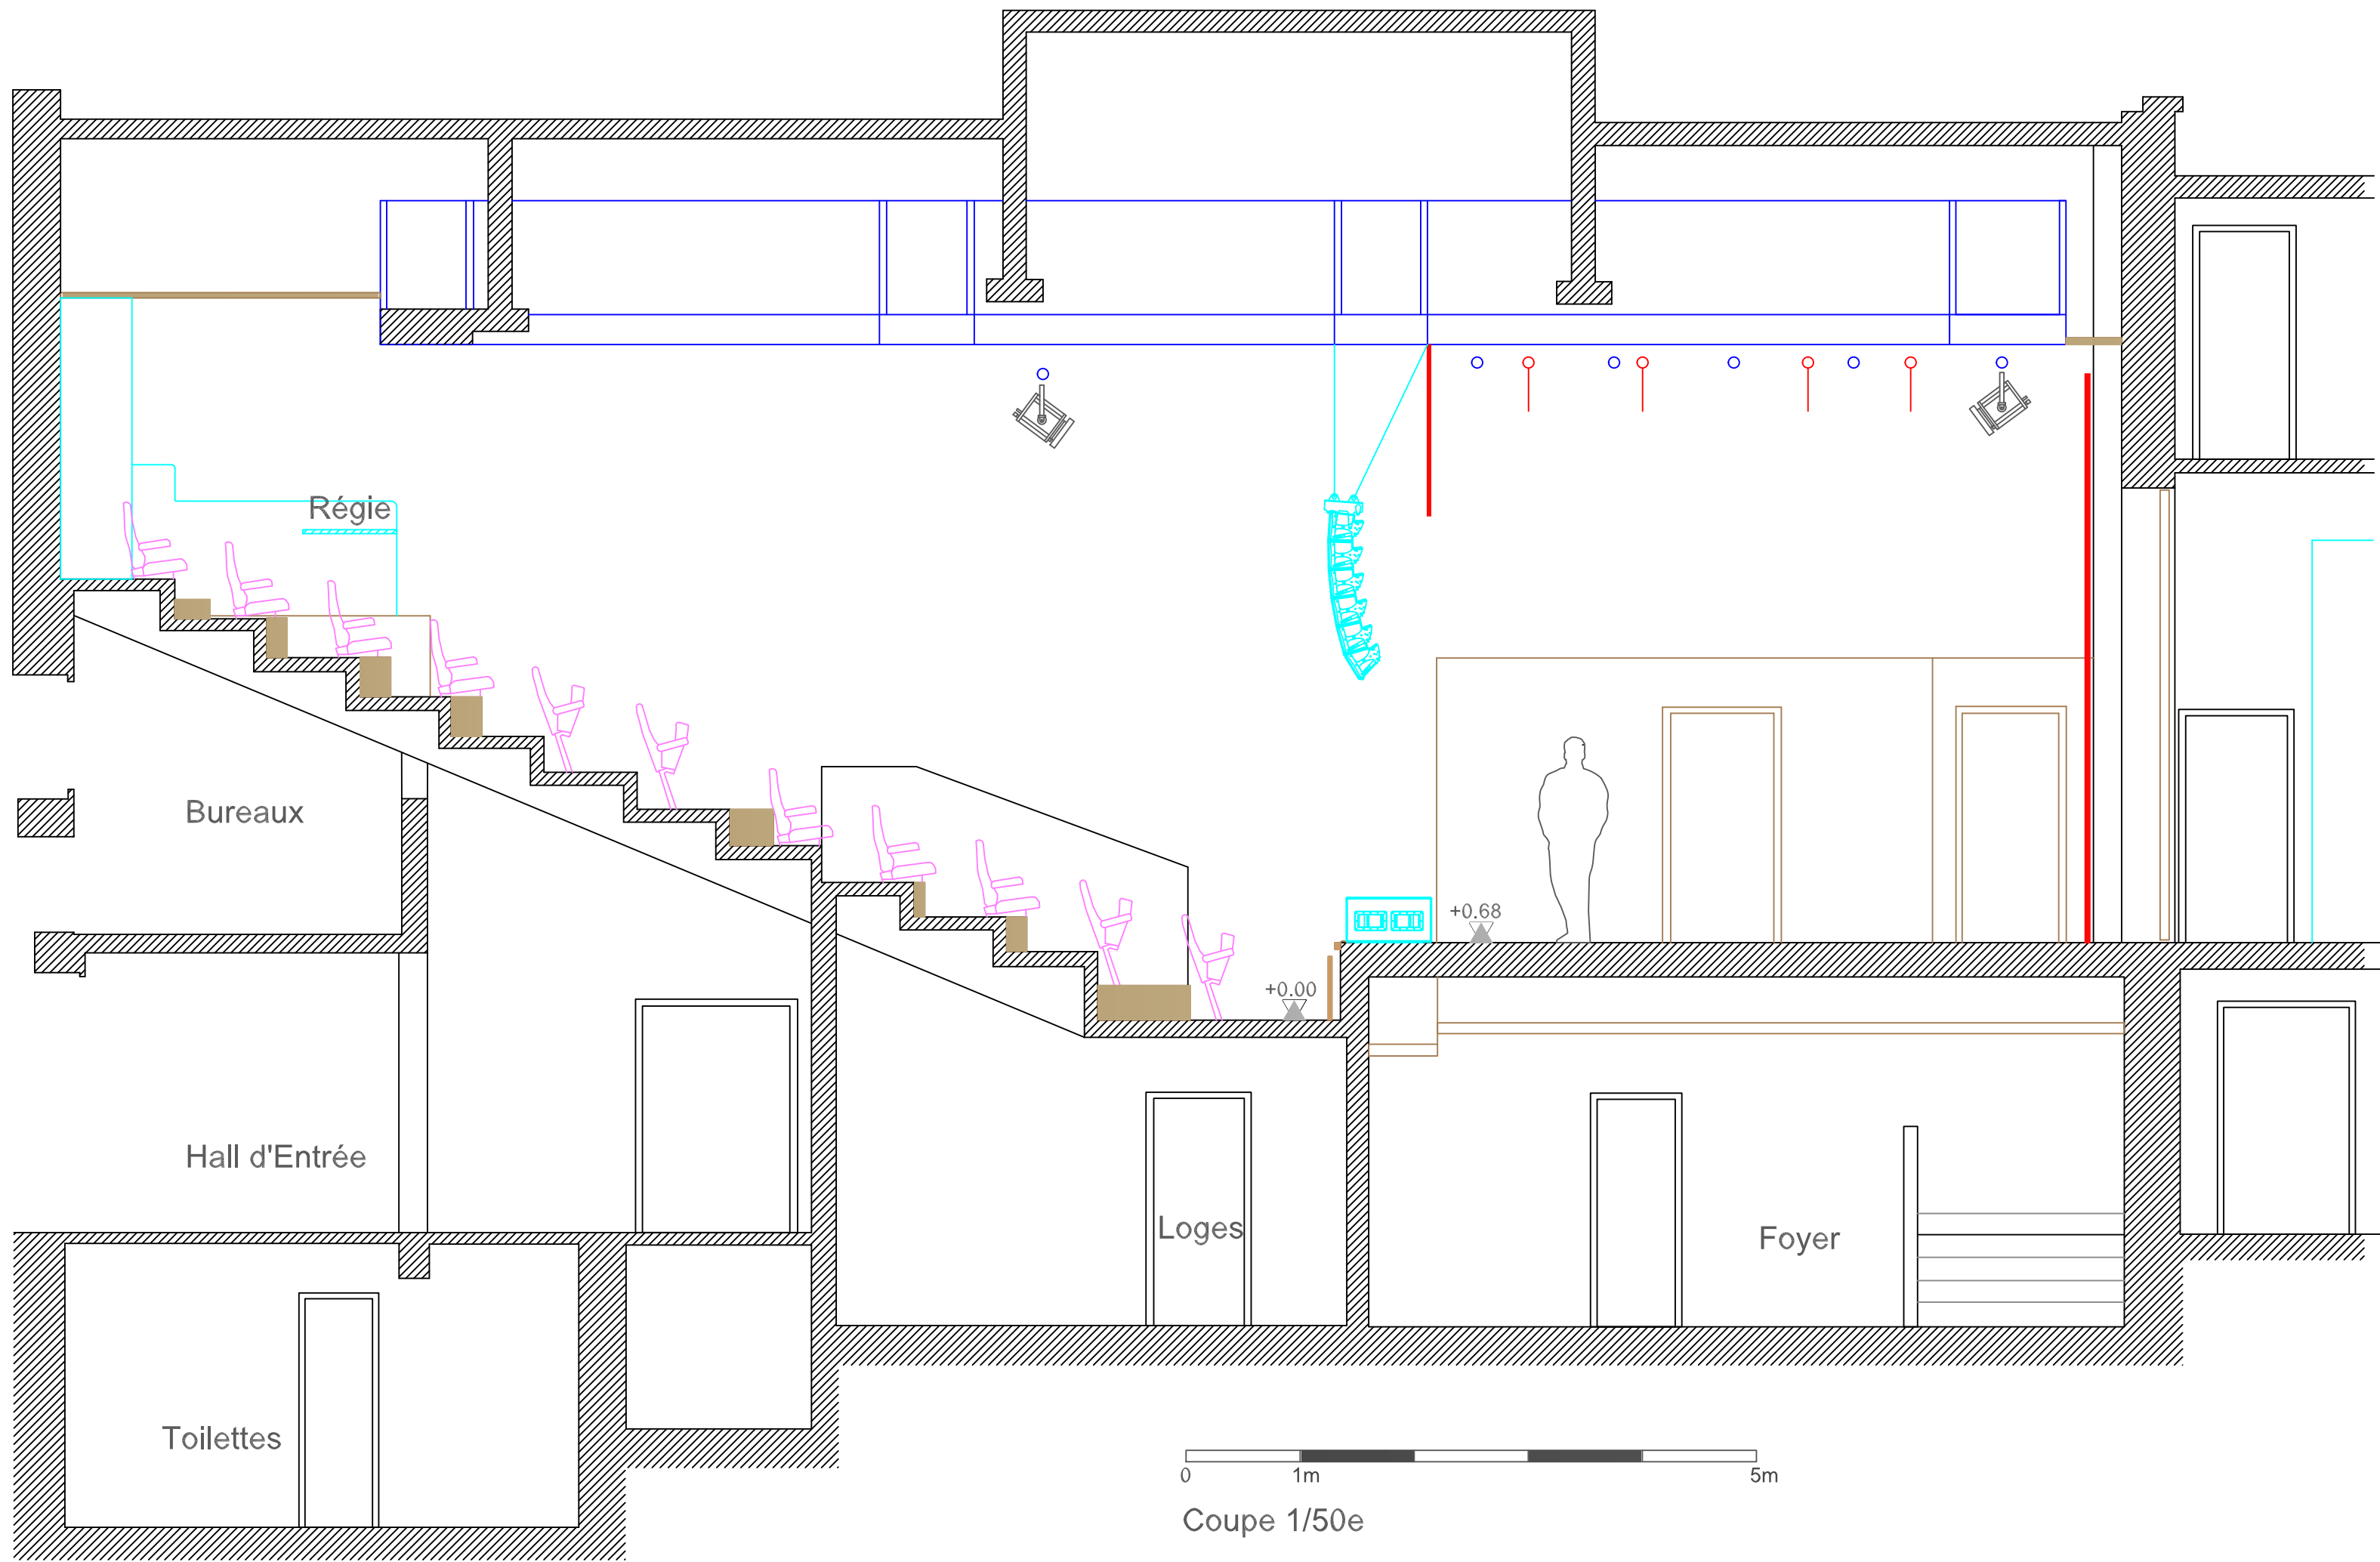 Régie
Bureaux
+0.68
+0.00
Hall d'Entrée
Loges
Foyer
Toilettes
0 1m 5m
Coupe 1/50e